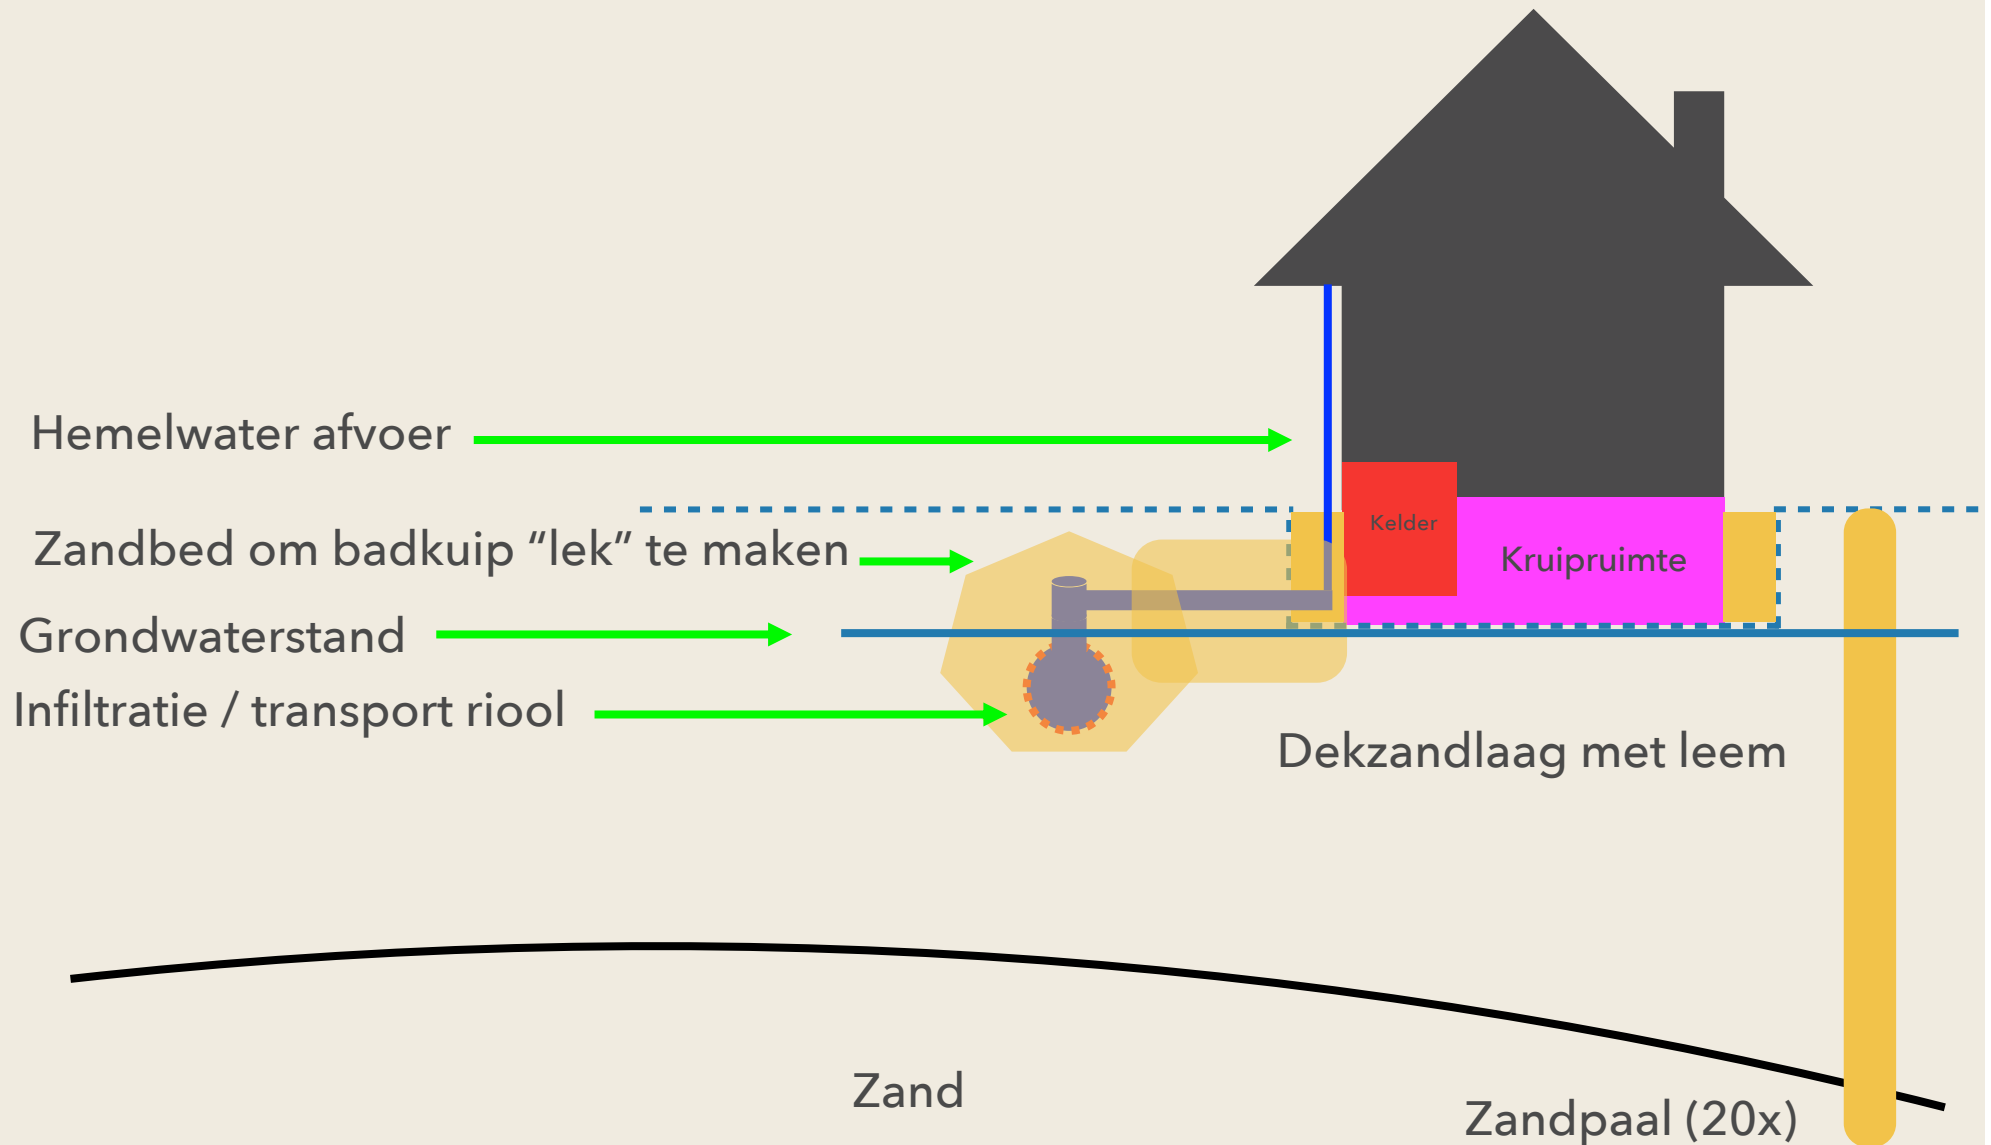 Hemelwater afvoer
Kelder
Zandbed om badkuip “lek” te maken
Kruipruimte
Grondwaterstand
Infiltratie / transport riool
Dekzandlaag met leem
Zand
Zandpaal (20x)